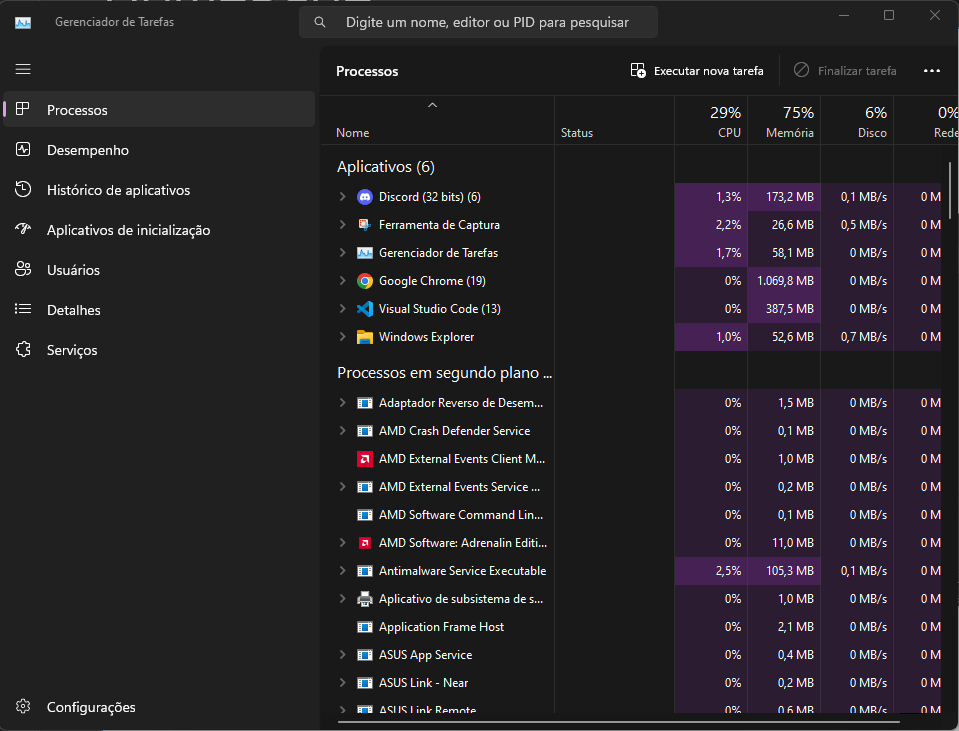 Gerenciador de Tarefas
Digite um nome, editor ou PID para pesquisar
Processos
Desempenho
Histórico de aplicativos
Aplicativos de inicialização
Usuários
Detalhes
Serviços
Configurações
Processos Executar nova tarefa Finalizar tarefa
29% 75% 6% 0%
Nome Status CPU Memória Disco Rede
Aplicativos (6)
Discord (32 bits) (6) 1,3% 173,2 MB 0,1 MB/s 0 M
Ferramenta de Captura 2,2% 26,6 MB 0,5 MB/s 0 M
Gerenciador de Tarefas 1,7% 58,1 MB 0 MB/s 0 M
Google Chrome (19) 0% 1.069,8 MB 0 MB/s 0 M
Visual Studio Code (13) 0% 387,5 MB 0 MB/s 0 M
Windows Explorer 1,0% 52,6 MB 0,7 MB/s 0 M
Processos em segundo plano ...
Adaptador Reverso de Desem... 0% 1,5 MB 0 MB/s 0 M
AMD Crash Defender Service 0% 0,1 MB 0 MB/s 0 M
AMD External Events Client M... 0% 1,0 MB 0 MB/s 0 M
AMD External Events Service ... 0% 0,2 MB 0 MB/s 0 M
AMD Software Command Lin... 0% 0,1 MB 0 MB/s 0 M
AMD Software: Adrenalin Editi... 0% 11,0 MB 0 MB/s 0 M
Antimalware Service Executable 2,5% 105,3 MB 0,1 MB/s 0 M
Aplicativo de subsistema de s... 0% 1,0 MB 0 MB/s 0 M
Application Frame Host 0% 2,1 MB 0 MB/s 0 M
ASUS App Service 0% 0,4 MB 0 MB/s 0 M
ASUS Link - Near 0% 0,2 MB 0 MB/s 0 M
ASUS Link Remote 0% 0,6 MB 0 MB/s 0 M